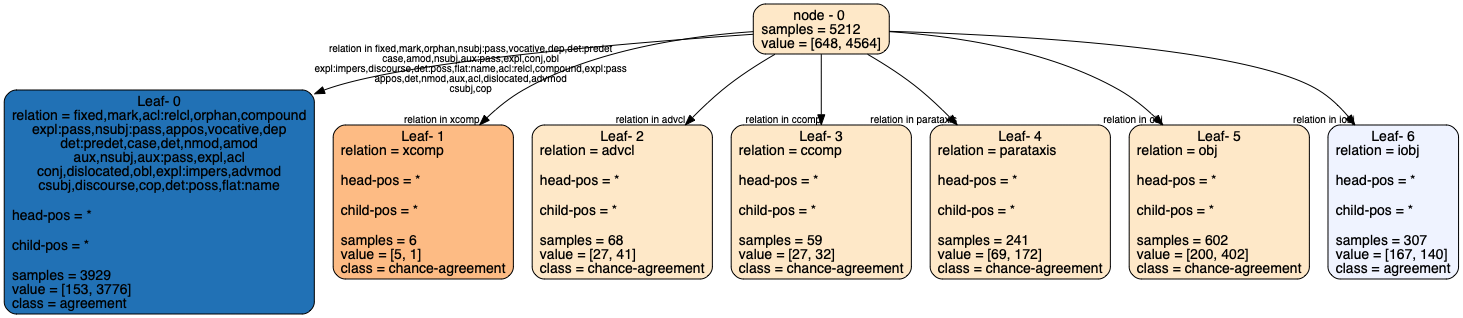 node - 0
samples = 5212
value = [648, 4564]
relation in fixed,mark,orphan,nsubj:pass,vocative,dep,det:predet
case,amod,nsubj,aux:pass,expl,conj,obl
expl:impers,discourse,det:poss,flat:name,acl:relcl,compound,expl:pass
appos,det,nmod,aux,acl,dislocated,advmod
csubj,cop
Leaf- 0
relation = fixed,mark,acl:relcl,orphan,compound
expl:pass,nsubj:pass,appos,vocative,dep
det:predet,case,det,nmod,amod
aux,nsubj,aux:pass,expl,acl
conj,dislocated,obl,expl:impers,advmod
csubj,discourse,cop,det:poss,flat:name
head-pos = *
child-pos = *
samples = 3929
value = [153, 3776]
class = agreement
relation in xcomp
Leaf- 1
relation = xcomp
head-pos = *
child-pos = *
samples = 6
value = [5, 1]
class = chance-agreement
relation in advcl
Leaf- 2
relation = advcl
head-pos = *
child-pos = *
samples = 68
value = [27, 41]
class = chance-agreement
relation in ccomp
Leaf- 3
relation = ccomp
head-pos = *
child-pos = *
samples = 59
value = [27, 32]
class = chance-agreement
relation in parataxis
Leaf- 4
relation = parataxis
head-pos = *
child-pos = *
samples = 241
value = [69, 172]
class = chance-agreement
relation in obj
Leaf- 5
relation = obj
head-pos = *
child-pos = *
samples = 602
value = [200, 402]
class = chance-agreement
relation in iobj
Leaf- 6
relation = iobj
head-pos = *
child-pos = *
samples = 307
value = [167, 140]
class = agreement